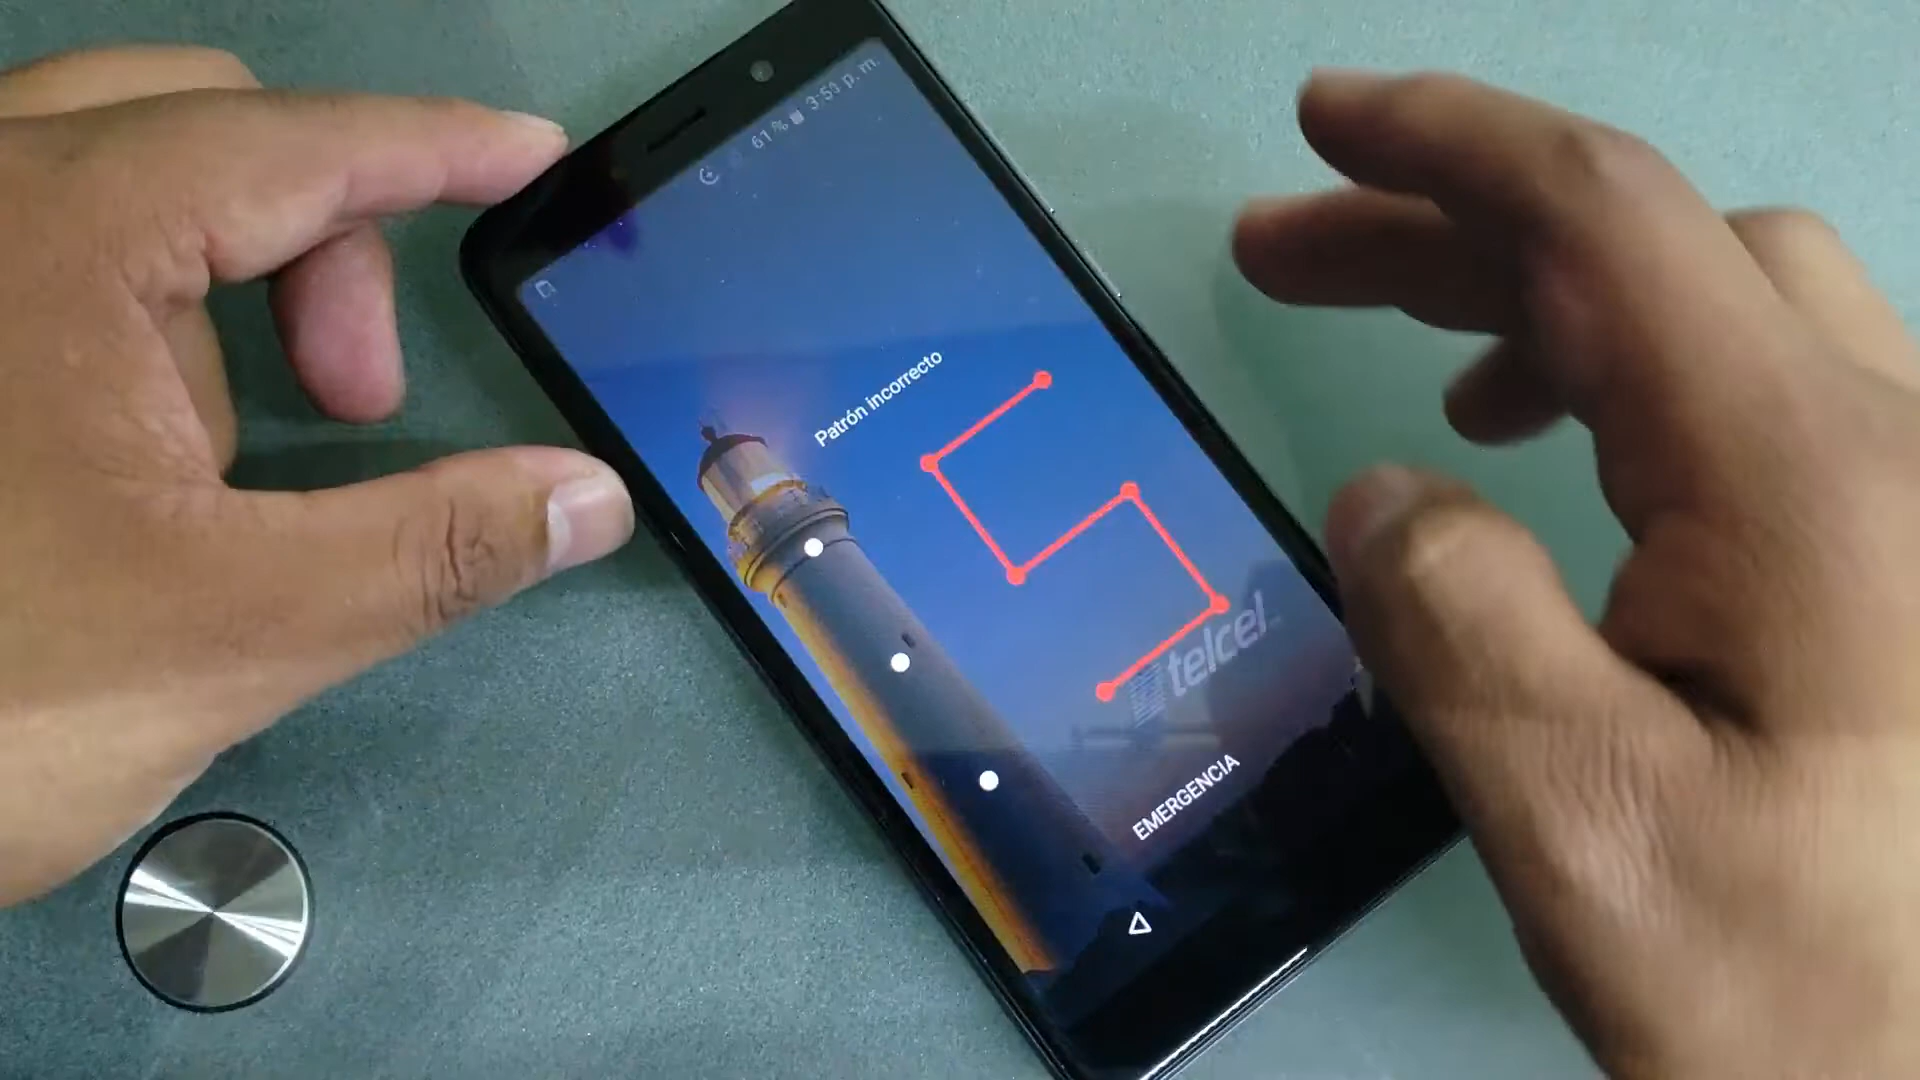 61% 3:53 p. m.
Patrón incorrecto
telcel
EMERGENCIA